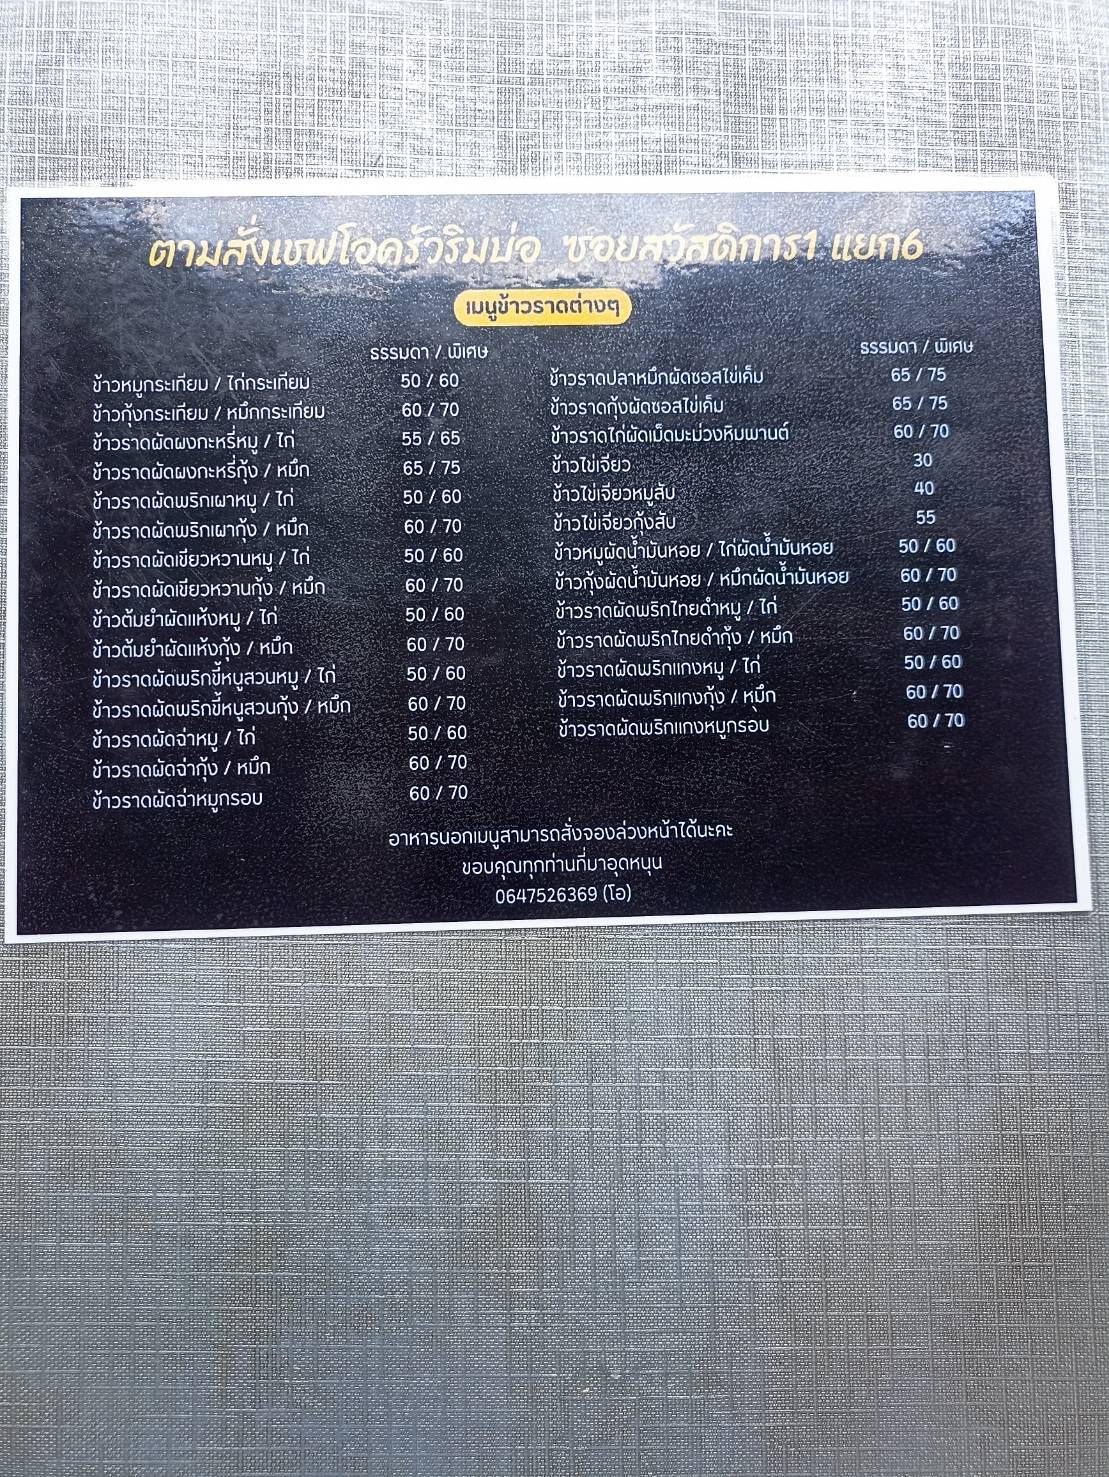 ตามสั่งเชฟโอครัวริมบ่อ ซอยสวัสดิการ1 แยก6
เมนูข้าวราดต่างๆ
ธรรมดา / พิเศษ
ข้าวหมูกระเทียม / ไก่กระเทียม 50 / 60
ข้าวกุ้งกระเทียม / หมึกกระเทียม 60 / 70
ข้าวราดผัดผงกะหรี่หมู / ไก่ 55 / 65
ข้าวราดผัดผงกะหรี่กุ้ง / หมึก 65 / 75
ข้าวราดผัดพริกเผาหมู / ไก่ 50 / 60
ข้าวราดผัดพริกเผากุ้ง / หมึก 60 / 70
ข้าวราดผัดเขียวหวานหมู / ไก่ 50 / 60
ข้าวราดผัดเขียวหวานกุ้ง / หมึก 60 / 70
ข้าวต้มยำผัดแห้งหมู / ไก่ 50 / 60
ข้าวต้มยำผัดแห้งกุ้ง / หมึก 60 / 70
ข้าวราดผัดพริกขี้หนูสวนหมู / ไก่ 50 / 60
ข้าวราดผัดพริกขี้หนูสวนกุ้ง / หมึก 60 / 70
ข้าวราดผัดฉ่าหมู / ไก่ 50 / 60
ข้าวราดผัดฉ่ากุ้ง / หมึก 60 / 70
ข้าวราดผัดฉ่าหมูกรอบ 60 / 70
ธรรมดา / พิเศษ
ข้าวราดปลาหมึกผัดซอสไข่เค็ม 65 / 75
ข้าวราดกุ้งผัดซอสไข่เค็ม 65 / 75
ข้าวราดไก่ผัดเม็ดมะม่วงหิมพานต์ 60 / 70
ข้าวไข่เจียว 30
ข้าวไข่เจียวหมูสับ 40
ข้าวไข่เจียวกุ้งสับ 55
ข้าวหมูผัดน้ำมันหอย / ไก่ผัดน้ำมันหอย 50 / 60
ข้าวกุ้งผัดน้ำมันหอย / หมึกผัดน้ำมันหอย 60 / 70
ข้าวราดผัดพริกไทยดำหมู / ไก่ 50 / 60
ข้าวราดผัดพริกไทยดำกุ้ง / หมึก 60 / 70
ข้าวราดผัดพริกแกงหมู / ไก่ 50 / 60
ข้าวราดผัดพริกแกงกุ้ง / หมึก 60 / 70
ข้าวราดผัดพริกแกงหมูกรอบ 60 / 70
อาหารนอกเมนูสามารถสั่งจองล่วงหน้าได้นะคะ
ขอบคุณทุกท่านที่มาอุดหนุน
0647526369 (โอ)